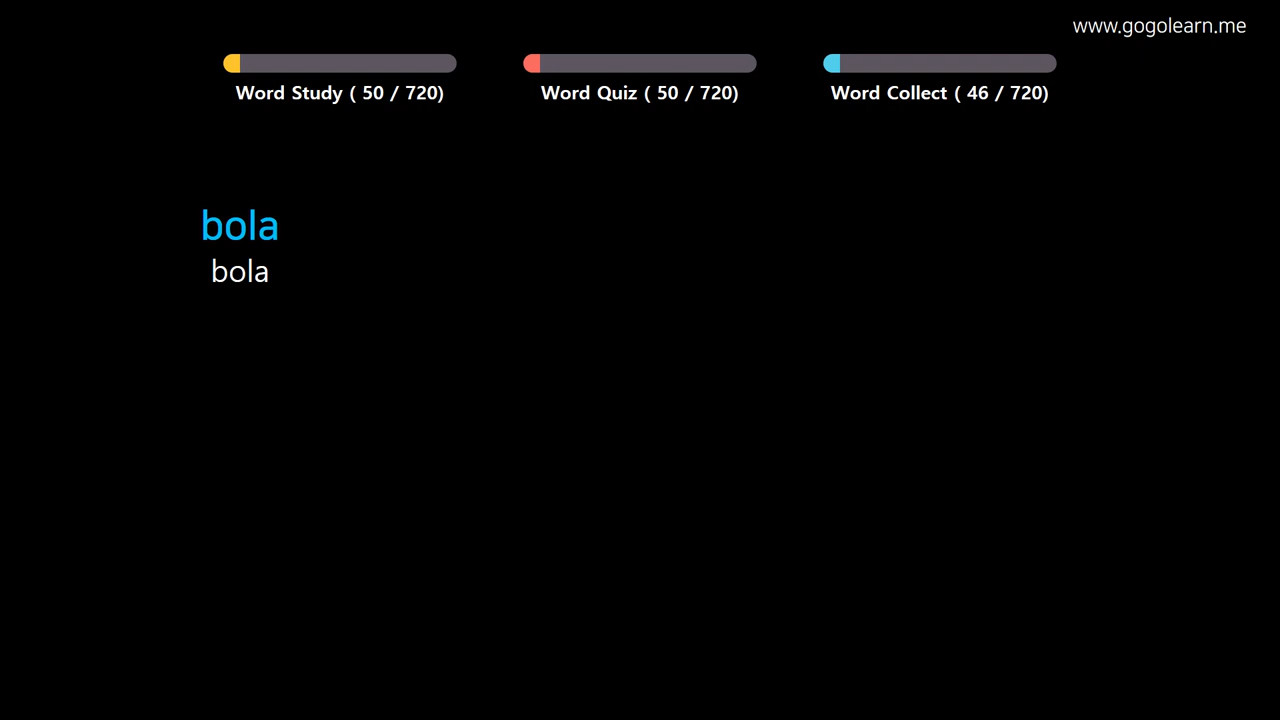 www.gogolearn.me
Word Study ( 50 / 720)
Word Quiz ( 50 / 720)
Word Collect ( 46 / 720)
bola
bola